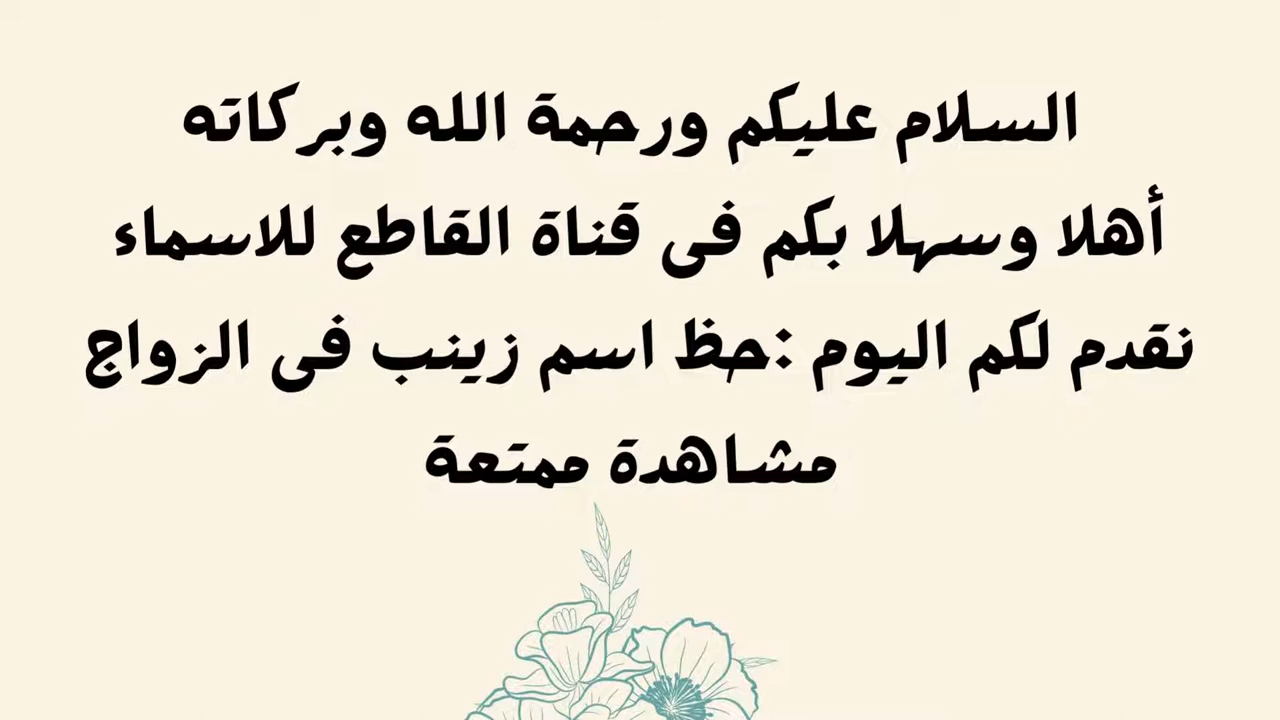 السلام عليكم ورحمة الله وبركاته
أهلا وسهلا بكم فى قناة القاطع للاسماء
نقدم لكم اليوم :حظ اسم زينب فى الزواج
مشاهدة ممتعة